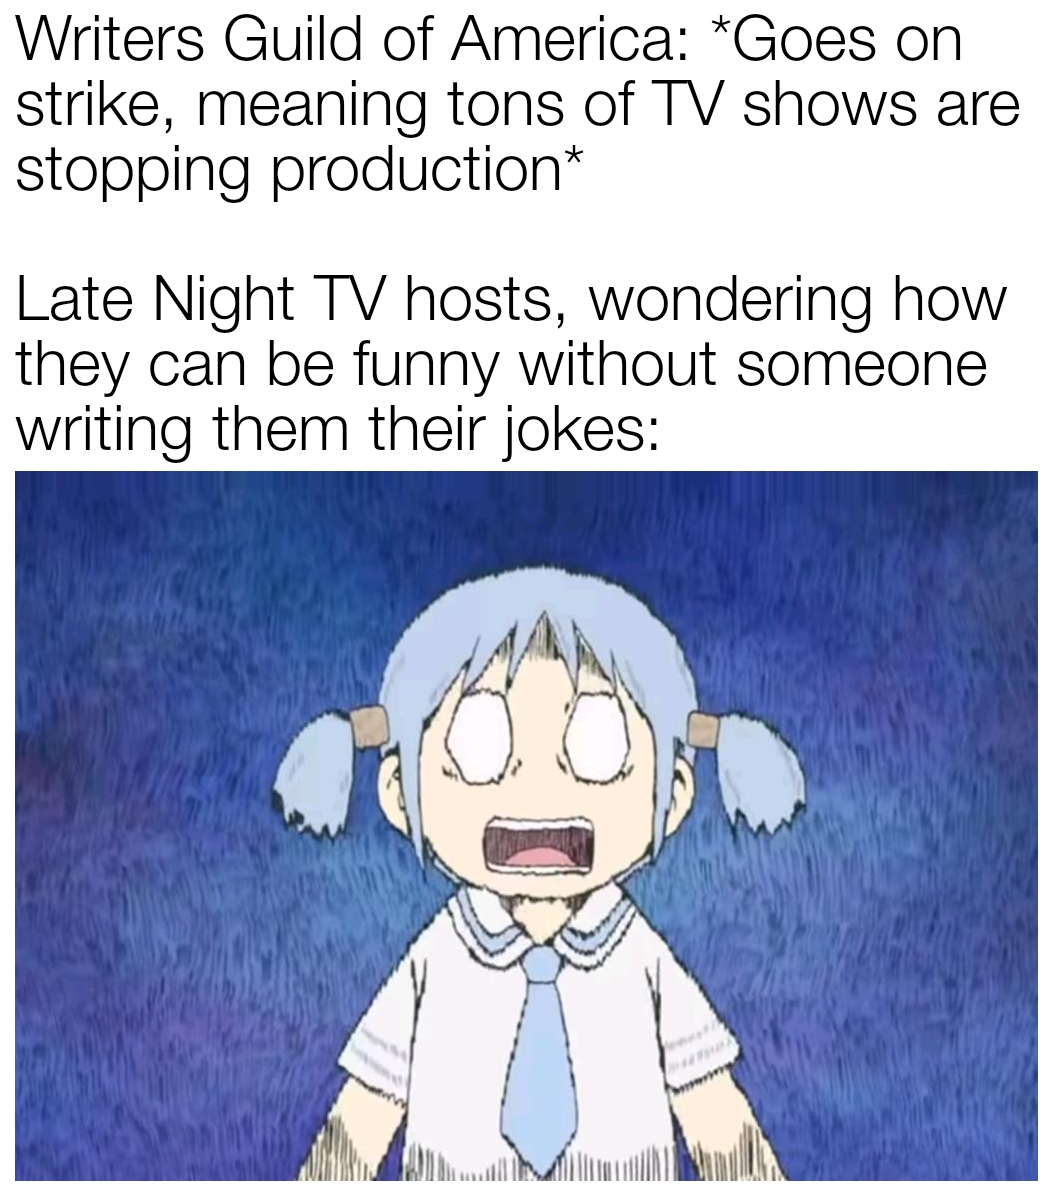 Writers Guild of America: *Goes on
strike, meaning tons of TV shows are
stopping production*
Late Night TV hosts, wondering how
they can be funny without someone
writing them their jokes: